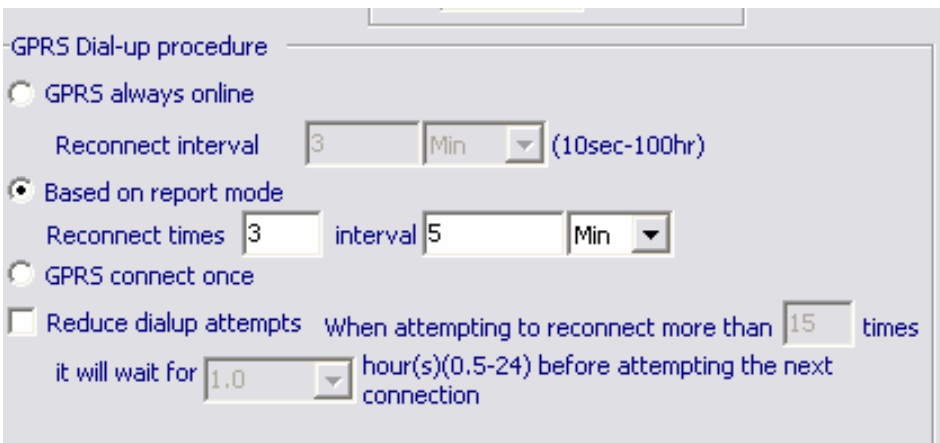 GPRS Dial-up procedure
GPRS always online
Reconnect interval 3 Min (10sec-100hr)
Based on report mode
Reconnect times 3 interval 5 Min
GPRS connect once
Reduce dialup attempts When attempting to reconnect more than 15 times
it will wait for 1.0 hour(s)(0.5-24) before attempting the next
connection